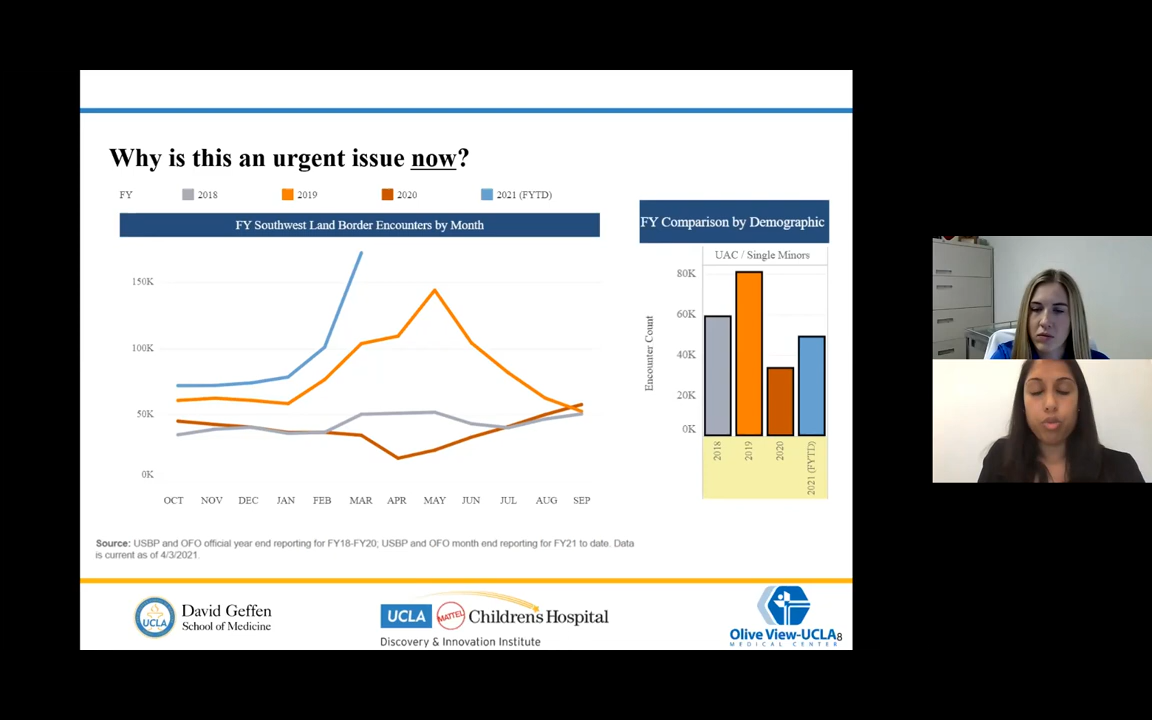 Why is this an urgent issue now?
FY 2018 2019 2020 2021 (FYTD)
FY Southwest Land Border Encounters by Month
150K
100K
50K
0K
OCT NOV DEC JAN FEB MAR APR MAY JUN JUL AUG SEP
FY Comparison by Demographic
UAC / Single Minors
Encounter Count
80K
60K
40K
20K
0K
2018 2019 2020 2021 (FYTD)
Source: USBP and OFO official year end reporting for FY18-FY20; USBP and OFO month end reporting for FY21 to date. Data
is current as of 4/3/2021.
UCLA
David Geffen
School of Medicine
UCLA MATTEL Children's Hospital
Discovery & Innovation Institute
Olive View-UCLA
MEDICAL CENTER
8